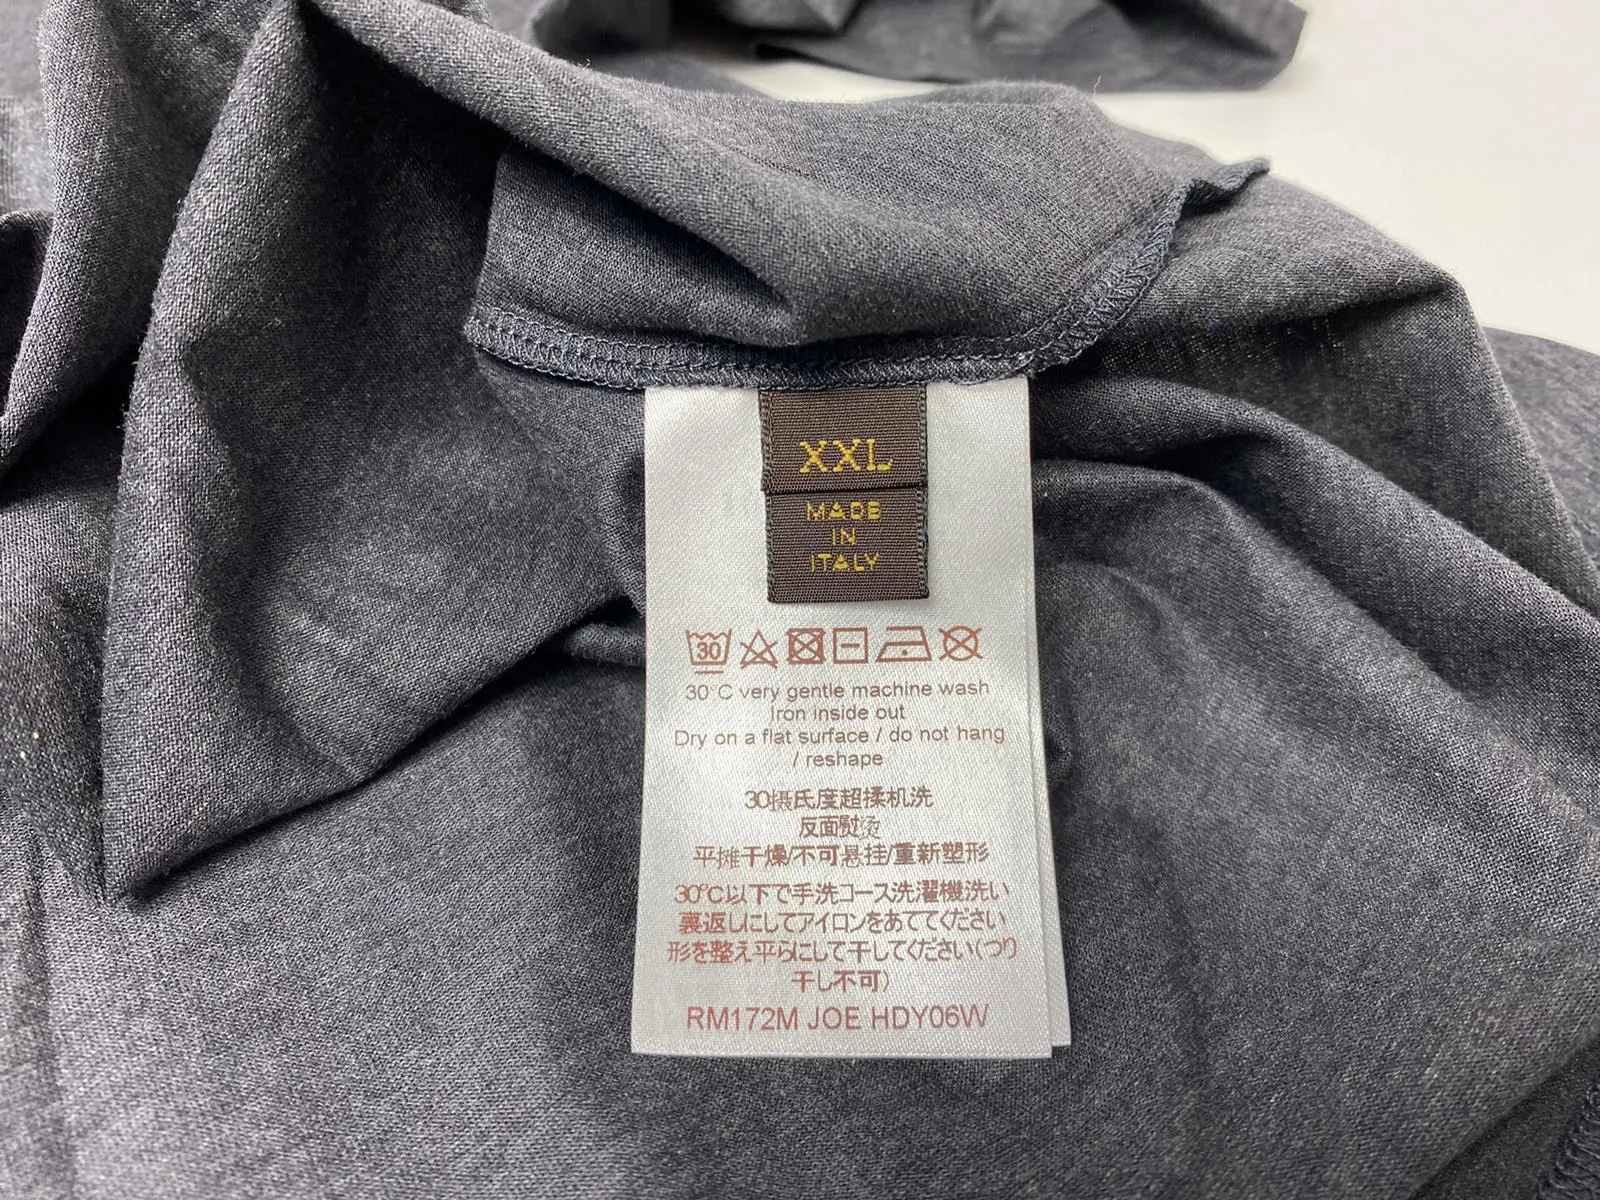 XXL
MADE
IN
ITALY
30
30°C very gentle machine wash
Iron inside out
Dry on a flat surface / do not hang
/ reshape
30摄氏度超揉机洗
反面熨烫
平摊干燥/不可悬挂/重新塑形
30℃以下で手洗コース洗濯機洗い
裏返しにしてアイロンをあててください
形を整え平らにして干してください(つり
干し不可)
RM172M JOE HDY06W